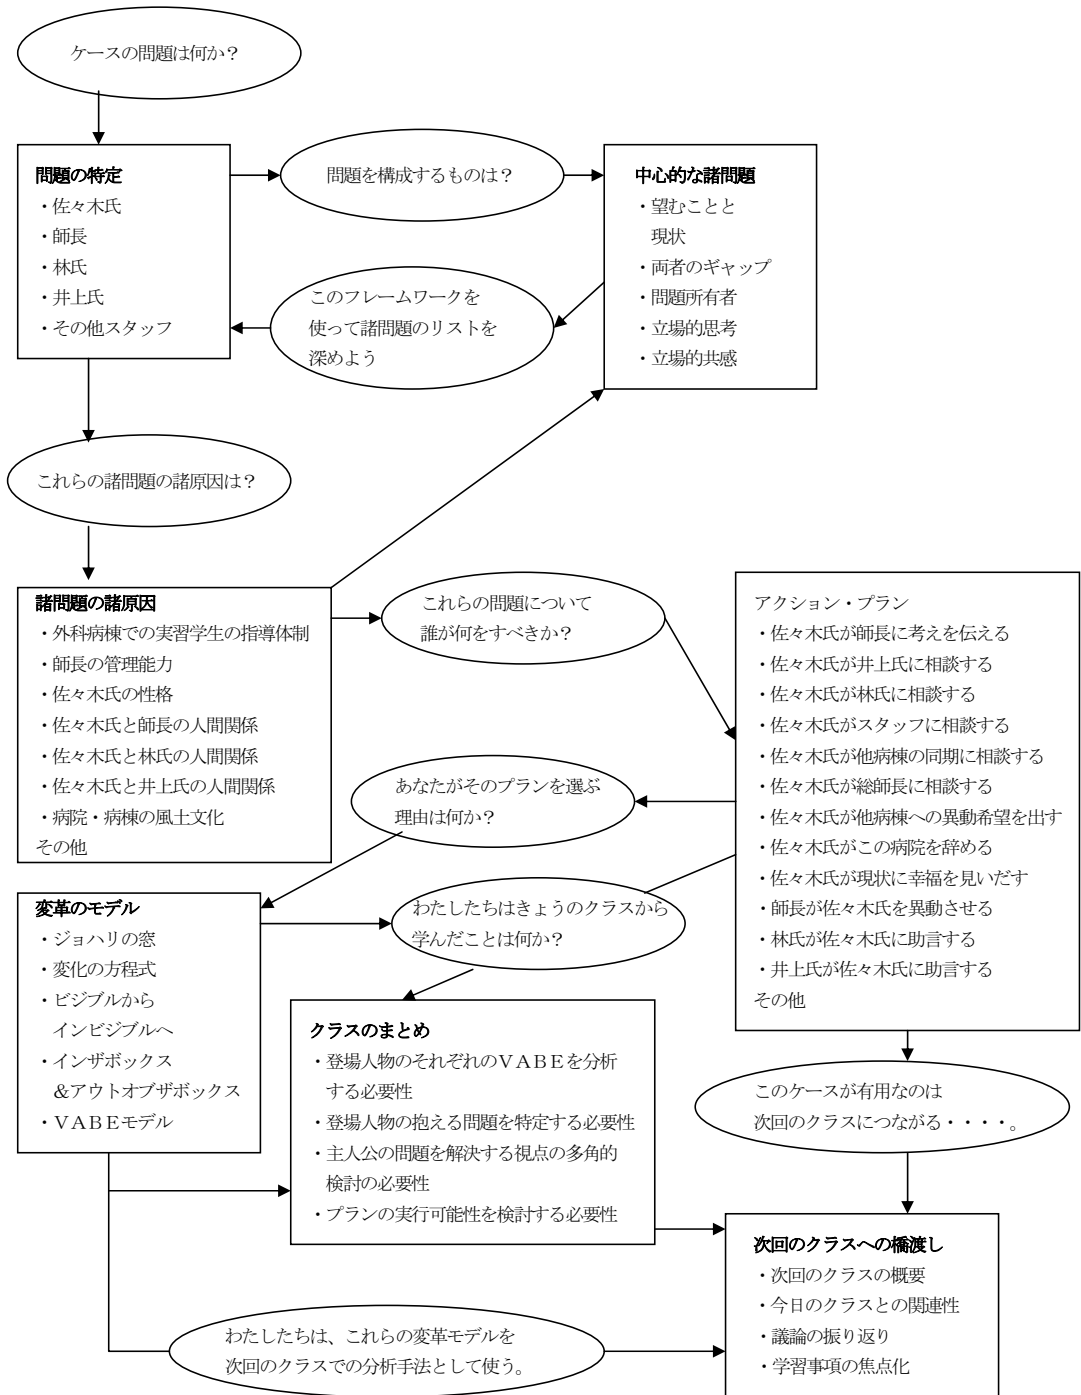 ケースの問題は何か？
問題の特定
・佐々木氏
・師長
・林氏
・井上氏
・その他スタッフ
問題を構成するものは？
中心的な諸問題
・望むことと
現状
・両者のギャップ
・問題所有者
・立場的思考
・立場的共感
このフレームワークを
使って諸問題のリストを
深めよう
これらの諸問題の諸原因は？
諸問題の諸原因
・外科病棟での実習学生の指導体制
・師長の管理能力
・佐々木氏の性格
・佐々木氏と師長の人間関係
・佐々木氏と林氏の人間関係
・佐々木氏と井上氏の人間関係
・病院・病棟の風土文化
その他
これらの問題について
誰が何をすべきか？
アクション・プラン
・佐々木氏が師長に考えを伝える
・佐々木氏が井上氏に相談する
・佐々木氏が林氏に相談する
・佐々木氏がスタッフに相談する
・佐々木氏が他病棟の同期に相談する
・佐々木氏が総師長に相談する
・佐々木氏が他病棟への異動希望を出す
・佐々木氏がこの病院を辞める
・佐々木氏が現状に幸福を見いだす
・師長が佐々木氏を異動させる
・林氏が佐々木氏に助言する
・井上氏が佐々木氏に助言する
その他
あなたがそのプランを選ぶ
理由は何か？
変革のモデル
・ジョハリの窓
・変化の方程式
・ビジブルから
インビジブルへ
・インザボックス
＆アウトオブザボックス
・ＶＡＢＥモデル
わたしたちはきょうのクラスから
学んだことは何か？
クラスのまとめ
・登場人物のそれぞれのＶＡＢＥを分析
する必要性
・登場人物の抱える問題を特定する必要性
・主人公の問題を解決する視点の多角的
検討の必要性
・プランの実行可能性を検討する必要性
このケースが有用なのは
次回のクラスにつながる・・・・。
次回のクラスへの橋渡し
・次回のクラスの概要
・今日のクラスとの関連性
・議論の振り返り
・学習事項の焦点化
わたしたちは、これらの変革モデルを
次回のクラスでの分析手法として使う。